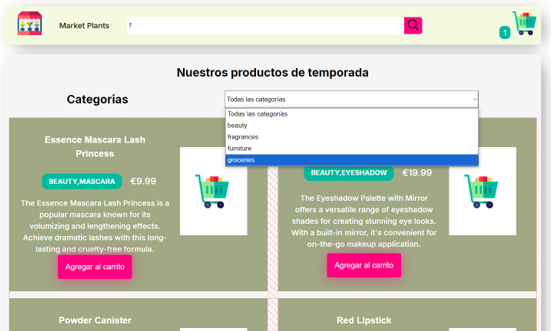 Market Plants
f
1
Nuestros productos de temporada
Categorias
Todas las categorías
Todas las categorías
beauty
fragrances
furniture
groceries
Essence Mascara Lash
Princess
BEAUTY,MASCARA
€9.99
The Essence Mascara Lash Princess is a
popular mascara known for its
volumizing and lengthening effects.
Achieve dramatic lashes with this long-
lasting and cruelty-free formula.
Agregar al carrito
BEAUTY,EYESHADOW
€19.99
The Eyeshadow Palette with Mirror
offers a versatile range of eyeshadow
shades for creating stunning eye looks.
With a built-in mirror, it's convenient for
on-the-go makeup application.
Agregar al carrito
Powder Canister
Red Lipstick